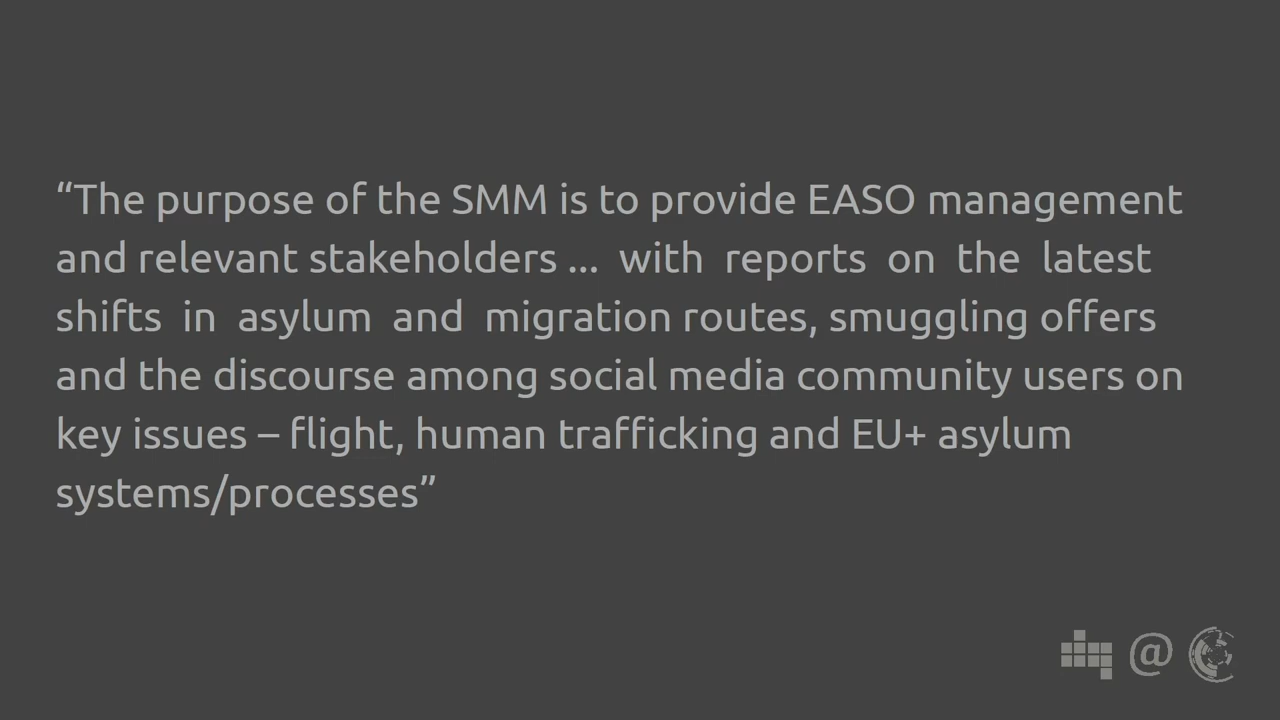 “The purpose of the SMM is to provide EASO management
and relevant stakeholders ... with reports on the latest
shifts in asylum and migration routes, smuggling offers
and the discourse among social media community users on
key issues – flight, human trafficking and EU+ asylum
systems/processes”
@